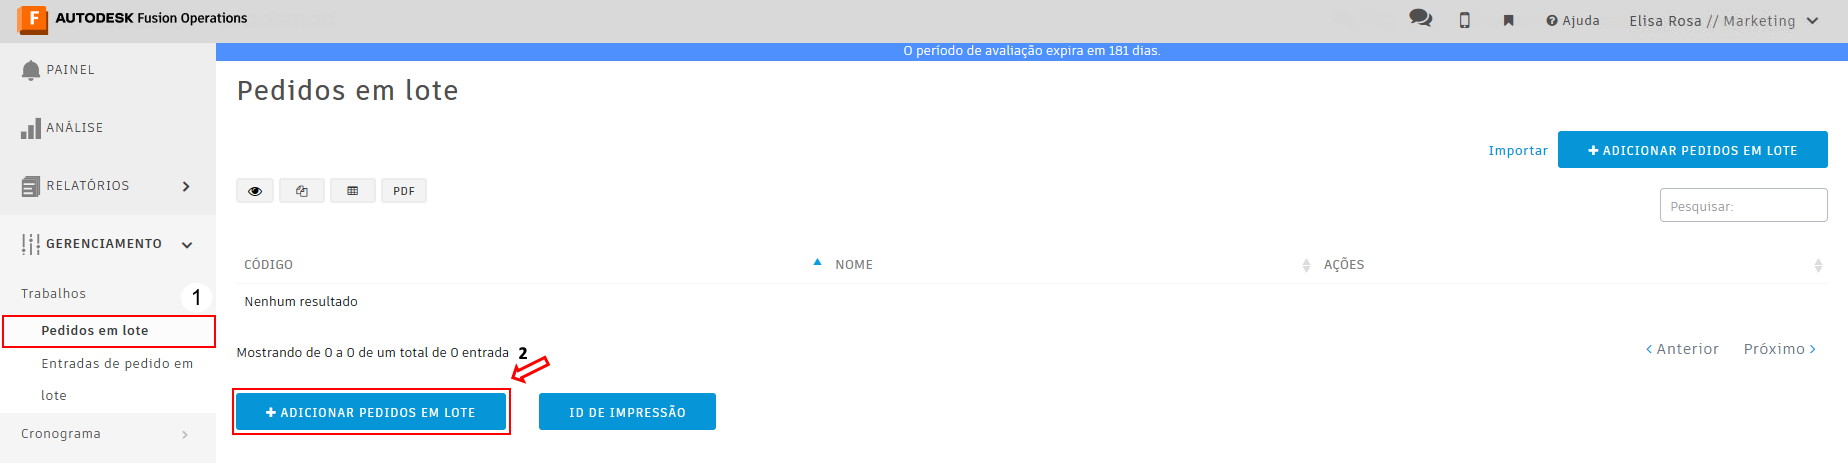 AUTODESK Fusion Operations
Ajuda
Elisa Rosa // Marketing
O período de avaliação expira em 181 dias.
PAINEL
ANÁLISE
RELATÓRIOS
GERENCIAMENTO
Trabalhos
1
Pedidos em lote
Entradas de pedido em
lote
Cronograma
Pedidos em lote
Importar
+ ADICIONAR PEDIDOS EM LOTE
PDF
Pesquisar:
CÓDIGO
NOME
AÇÕES
Nenhum resultado
Mostrando de 0 a 0 de um total de 0 entrada
2
< Anterior
Próximo >
+ ADICIONAR PEDIDOS EM LOTE
ID DE IMPRESSÃO